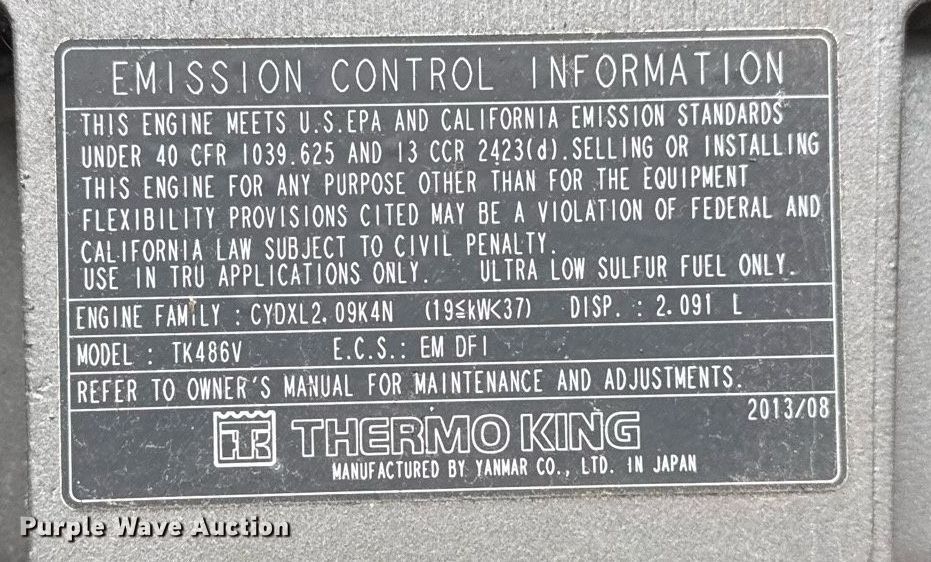 EMISSION CONTROL INFORMATION
THIS ENGINE MEETS U.S.EPA AND CALIFORNIA EMISSION STANDARDS
UNDER 40 CFR 1039.625 AND 13 CCR 2423(d).SELLING OR INSTALLING
THIS ENGINE FOR ANY PURPOSE OTHER THAN FOR THE EQUIPMENT
FLEXIBILITY PROVISIONS CITED MAY BE A VIOLATION OF FEDERAL AND
CALIFORNIA LAW SUBJECT TO CIVIL PENALTY.
USE IN TRU APPLICATIONS ONLY. ULTRA LOW SULFUR FUEL ONLY.
ENGINE FAMILY : CYDXL2.09K4N (19≦kW<37) DISP. : 2.091 L
MODEL : TK486V E.C.S.: EM DFI
REFER TO OWNER'S MANUAL FOR MAINTENANCE AND ADJUSTMENTS.
2013/08
TK THERMO KING
MANUFACTURED BY YANMAR CO., LTD. IN JAPAN
Purple Wave Auction